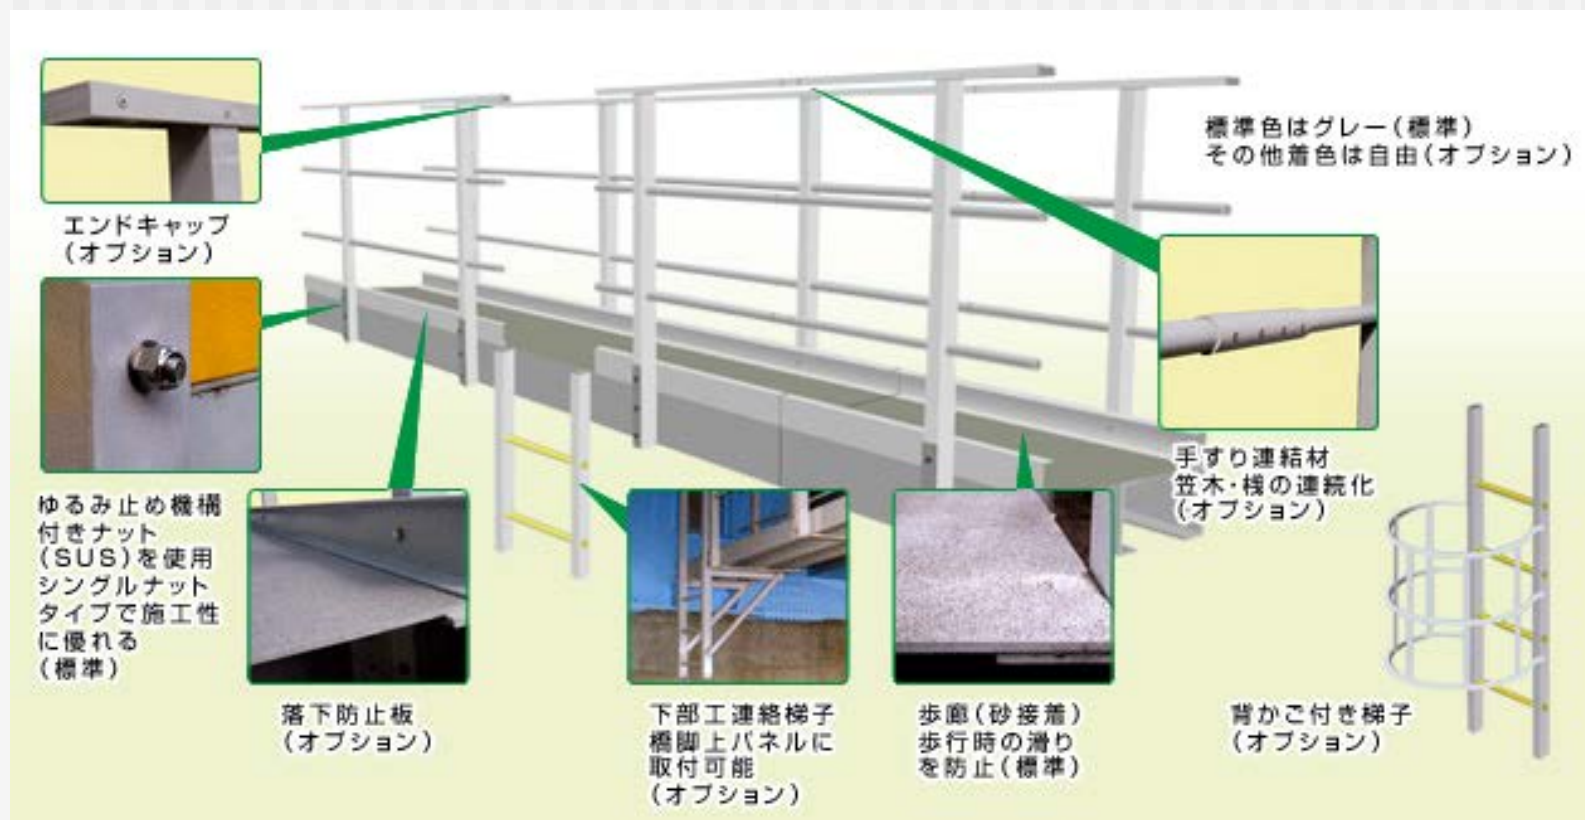 エンドキャップ
(オプション)
標準色はグレー(標準)
その他着色は自由(オプション)
ゆるみ止め機構
付きナット
(SUS)を使用
シングルナット
タイプで施工性
に優れる
(標準)
落下防止板
(オプション)
下部工連絡梯子
橋脚上パネルに
取付可能
(オプション)
歩廊(砂接着)
歩行時の滑り
を防止(標準)
手すり連結材
笠木・桟の連続化
(オプション)
背かご付き梯子
(オプション)